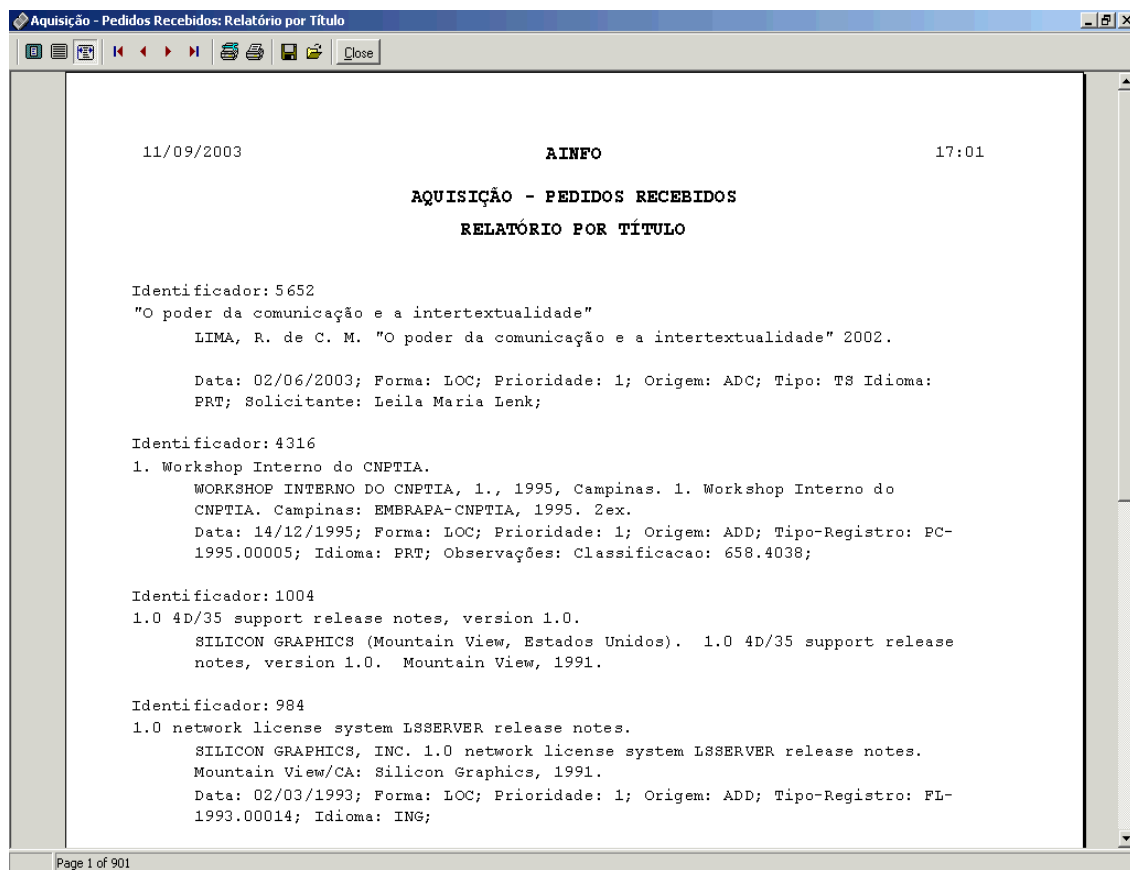 Aquisição - Pedidos Recebidos: Relatório por Título
Close
11/09/2003 AINFO 17:01
AQUISIÇÃO - PEDIDOS RECEBIDOS
RELATÓRIO POR TÍTULO
Identificador: 5652
"O poder da comunicação e a intertextualidade"
LIMA, R. de C. M. "O poder da comunicação e a intertextualidade" 2002.
Data: 02/06/2003; Forma: LOC; Prioridade: 1; Origem: ADC; Tipo: TS Idioma:
PRT; Solicitante: Leila Maria Lenk;
Identificador: 4316
1. Workshop Interno do CNPTIA.
WORKSHOP INTERNO DO CNPTIA, 1., 1995, Campinas. 1. Workshop Interno do
CNPTIA. Campinas: EMBRAPA-CNPTIA, 1995. 2ex.
Data: 14/12/1995; Forma: LOC; Prioridade: 1; Origem: ADD; Tipo-Registro: PC-
1995.00005; Idioma: PRT; Observações: Classificacao: 658.4038;
Identificador: 1004
1.0 4D/35 support release notes, version 1.0.
SILICON GRAPHICS (Mountain View, Estados Unidos).  1.0 4D/35 support release
notes, version 1.0.  Mountain View, 1991.
Identificador: 984
1.0 network license system LSSERVER release notes.
SILICON GRAPHICS, INC. 1.0 network license system LSSERVER release notes.
Mountain View/CA: Silicon Graphics, 1991.
Data: 02/03/1993; Forma: LOC; Prioridade: 1; Origem: ADD; Tipo-Registro: FL-
1993.00014; Idioma: ING;
Page 1 of 901